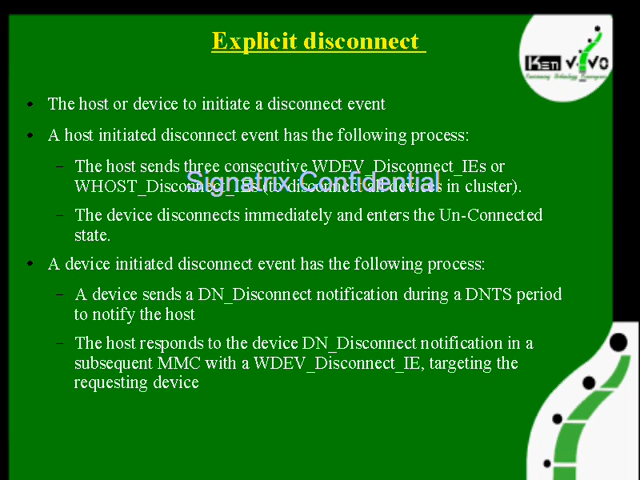 Explicit disconnect
The host or device to initiate a disconnect event
A host initiated disconnect event has the following process:
The host sends three consecutive WDEV_Disconnect_IEs or
WHOST_Disconnect_IEs (to disconnect all devices in cluster).
Signatrix Confidential
The device disconnects immediately and enters the Un-Connected
state.
A device initiated disconnect event has the following process:
A device sends a DN_Disconnect notification during a DNTS period
to notify the host
The host responds to the device DN_Disconnect notification in a
subsequent MMC with a WDEV_Disconnect_IE, targeting the
requesting device